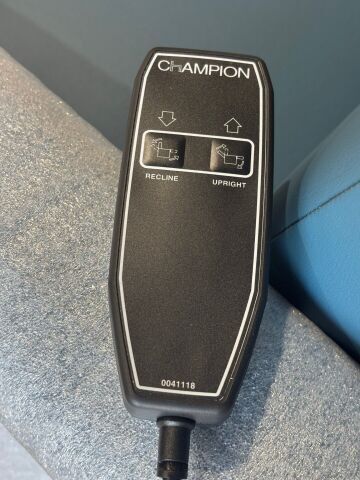 CHAMPION
RECLINE UPRIGHT
0041118